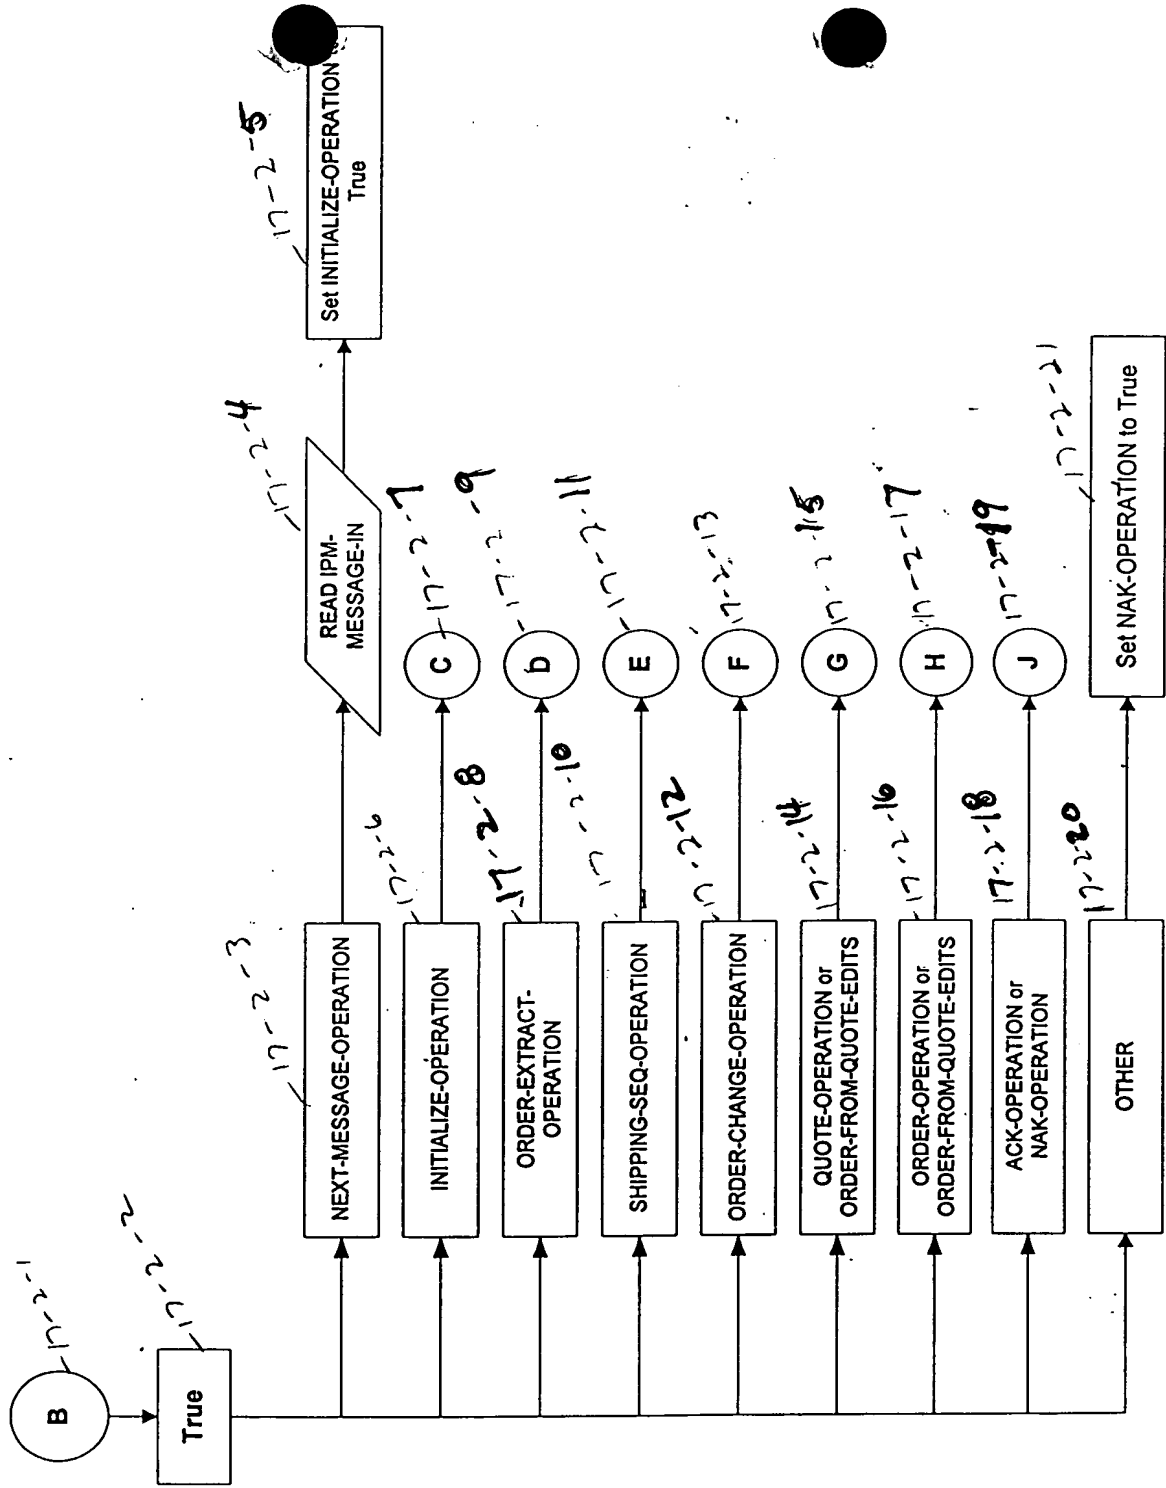 B
17-2-1
True
17-2-2
NEXT-MESSAGE-OPERATION
17-2-3
READ IPM-
MESSAGE-IN
17-2-4
Set INITIALIZE-OPERATION to
True
17-2-5
INITIALIZE-OPERATION
17-2-6
C
17-2-7
ORDER-EXTRACT-
OPERATION
17-2-8
D
17-2-9
SHIPPING-SEQ-OPERATION
17-2-10
E
17-2-11
ORDER-CHANGE-OPERATION
17-2-12
F
17-2-13
QUOTE-OPERATION or
ORDER-FROM-QUOTE-EDITS
17-2-14
G
17-2-15
ORDER-OPERATION or
ORDER-FROM-QUOTE-EDITS
17-2-16
H
17-2-17
ACK-OPERATION or
NAK-OPERATION
17-2-18
J
17-2-19
OTHER
17-2-20
Set NAK-OPERATION to True
17-2-21